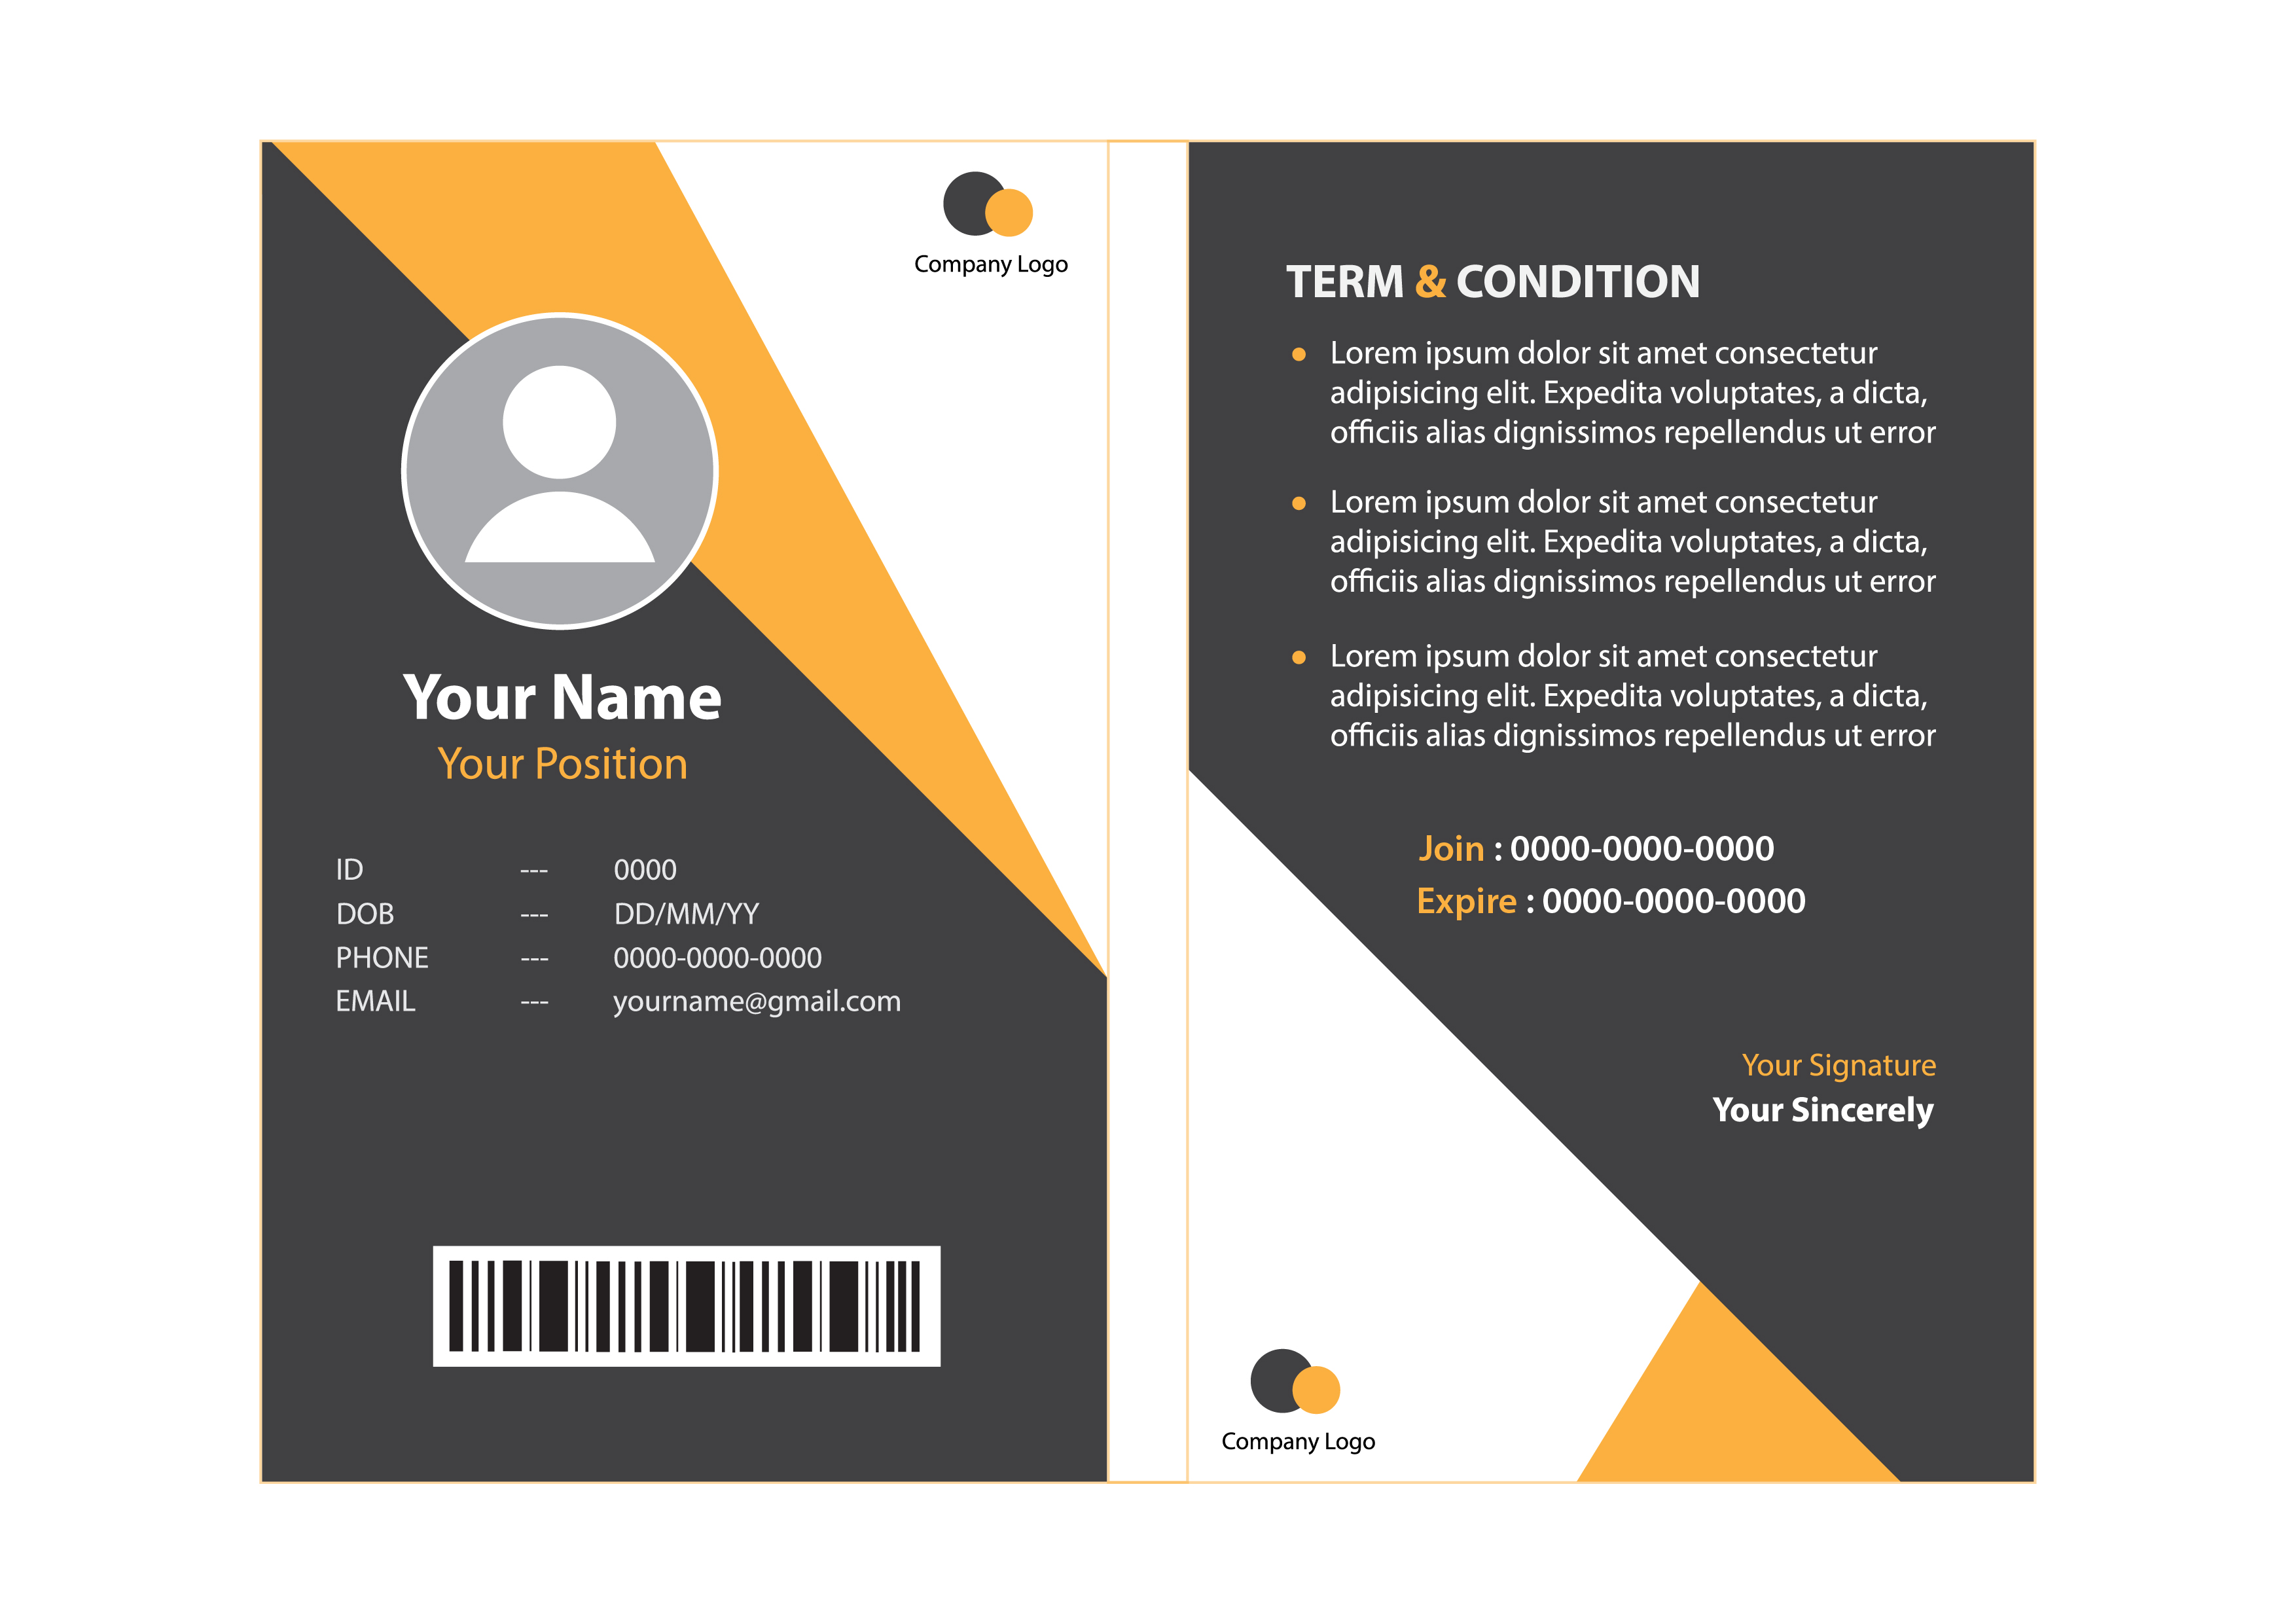 Company Logo
Your Name
Your Position
ID --- 0000
DOB --- DD/MM/YY
PHONE --- 0000-0000-0000
EMAIL --- yourname@gmail.com
TERM & CONDITION
Lorem ipsum dolor sit amet consectetur
adipisicing elit. Expedita voluptates, a dicta,
officiis alias dignissimos repellendus ut error
Lorem ipsum dolor sit amet consectetur
adipisicing elit. Expedita voluptates, a dicta,
officiis alias dignissimos repellendus ut error
Lorem ipsum dolor sit amet consectetur
adipisicing elit. Expedita voluptates, a dicta,
officiis alias dignissimos repellendus ut error
Join : 0000-0000-0000
Expire : 0000-0000-0000
Your Signature
Your Sincerely
Company Logo